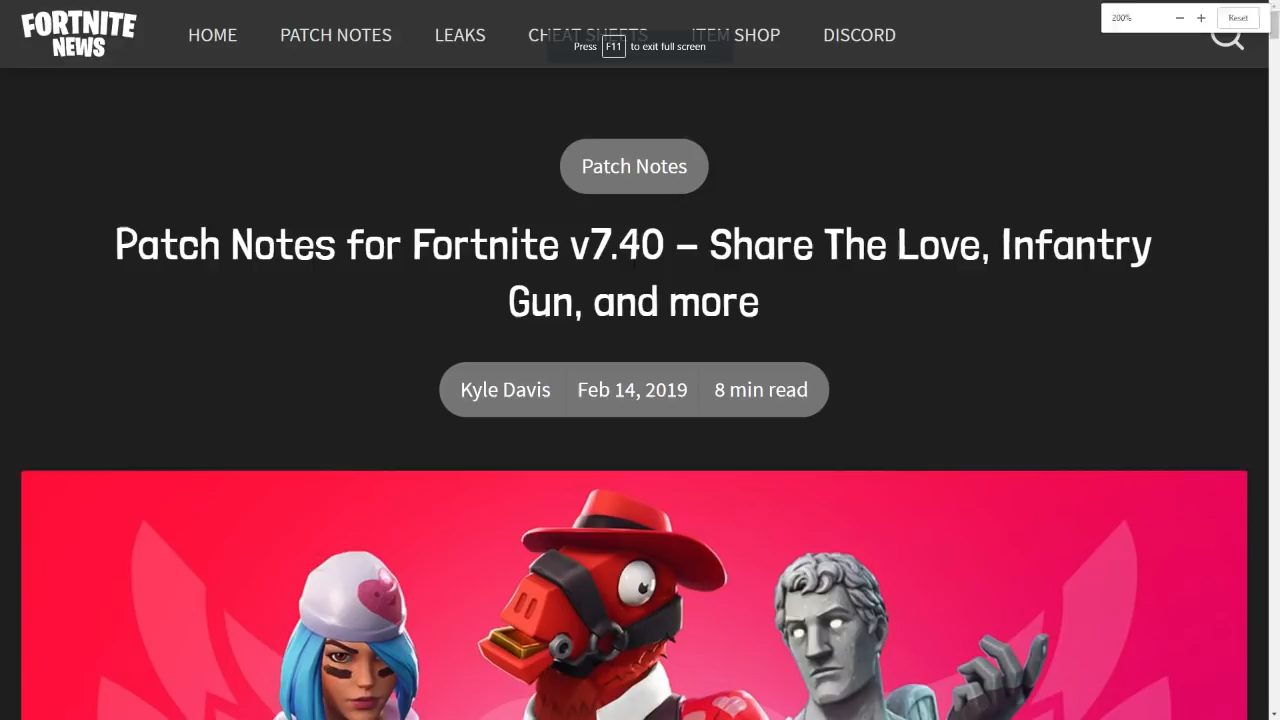 FORTNITE
NEWS
HOME PATCH NOTES LEAKS CHEAT SHEETS ITEM SHOP DISCORD
200% Reset
Press F11 to exit full screen
Patch Notes
Patch Notes for Fortnite v7.40 – Share The Love, Infantry
Gun, and more
Kyle Davis Feb 14, 2019 8 min read